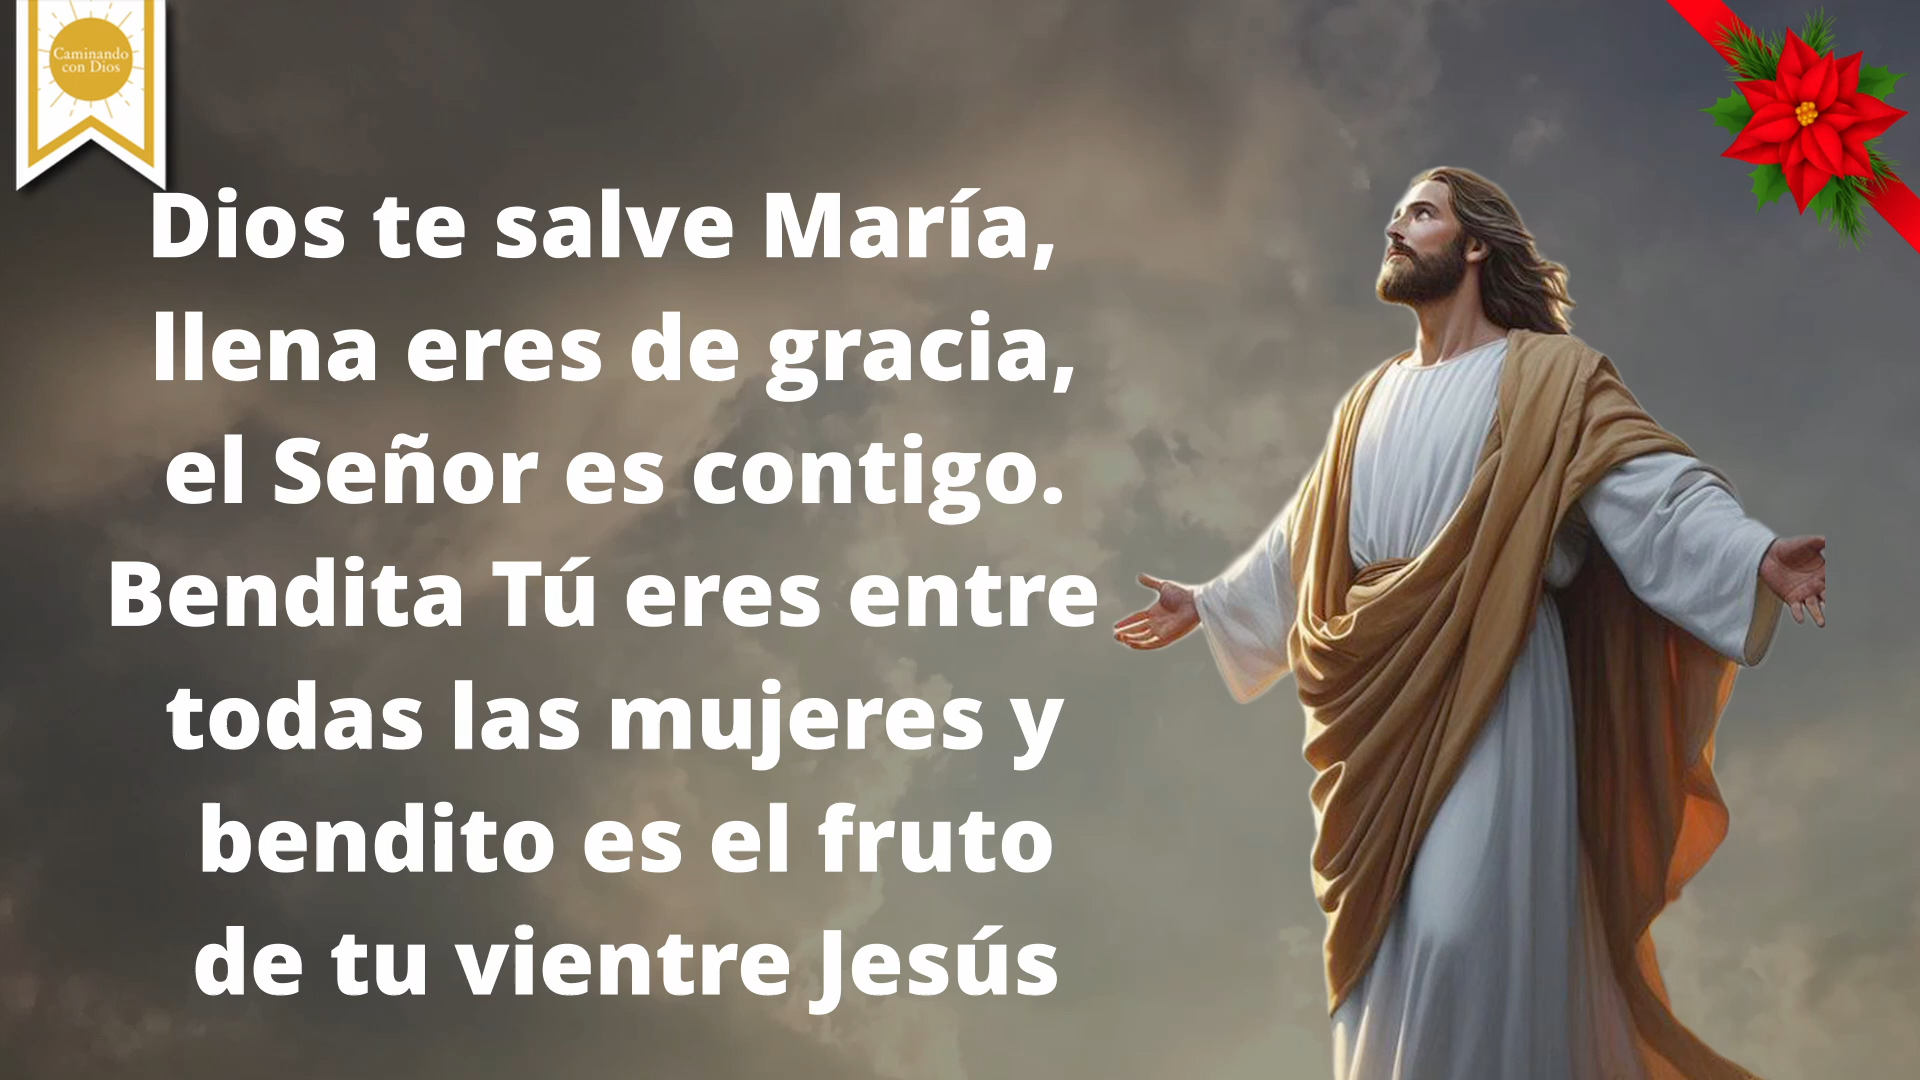 Caminando
con Dios
Dios te salve María,
llena eres de gracia,
el Señor es contigo.
Bendita Tú eres entre
todas las mujeres y
bendito es el fruto
de tu vientre Jesús